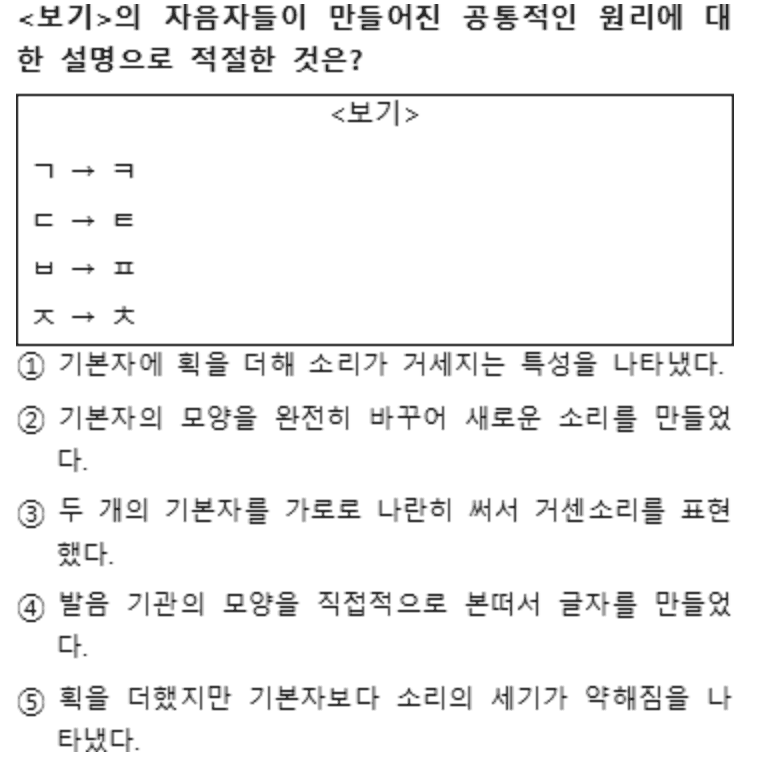 <보기>의 자음자들이 만들어진 공통적인 원리에 대
한 설명으로 적절한 것은?
<보기>
ㄱ → ㅋ
ㄷ → ㅌ
ㅂ → ㅍ
ㅈ → ㅊ
① 기본자에 획을 더해 소리가 거세지는 특성을 나타냈다.
② 기본자의 모양을 완전히 바꾸어 새로운 소리를 만들었
다.
③ 두 개의 기본자를 가로로 나란히 써서 거센소리를 표현
했다.
④ 발음 기관의 모양을 직접적으로 본떠서 글자를 만들었
다.
⑤ 획을 더했지만 기본자보다 소리의 세기가 약해짐을 나
타냈다.